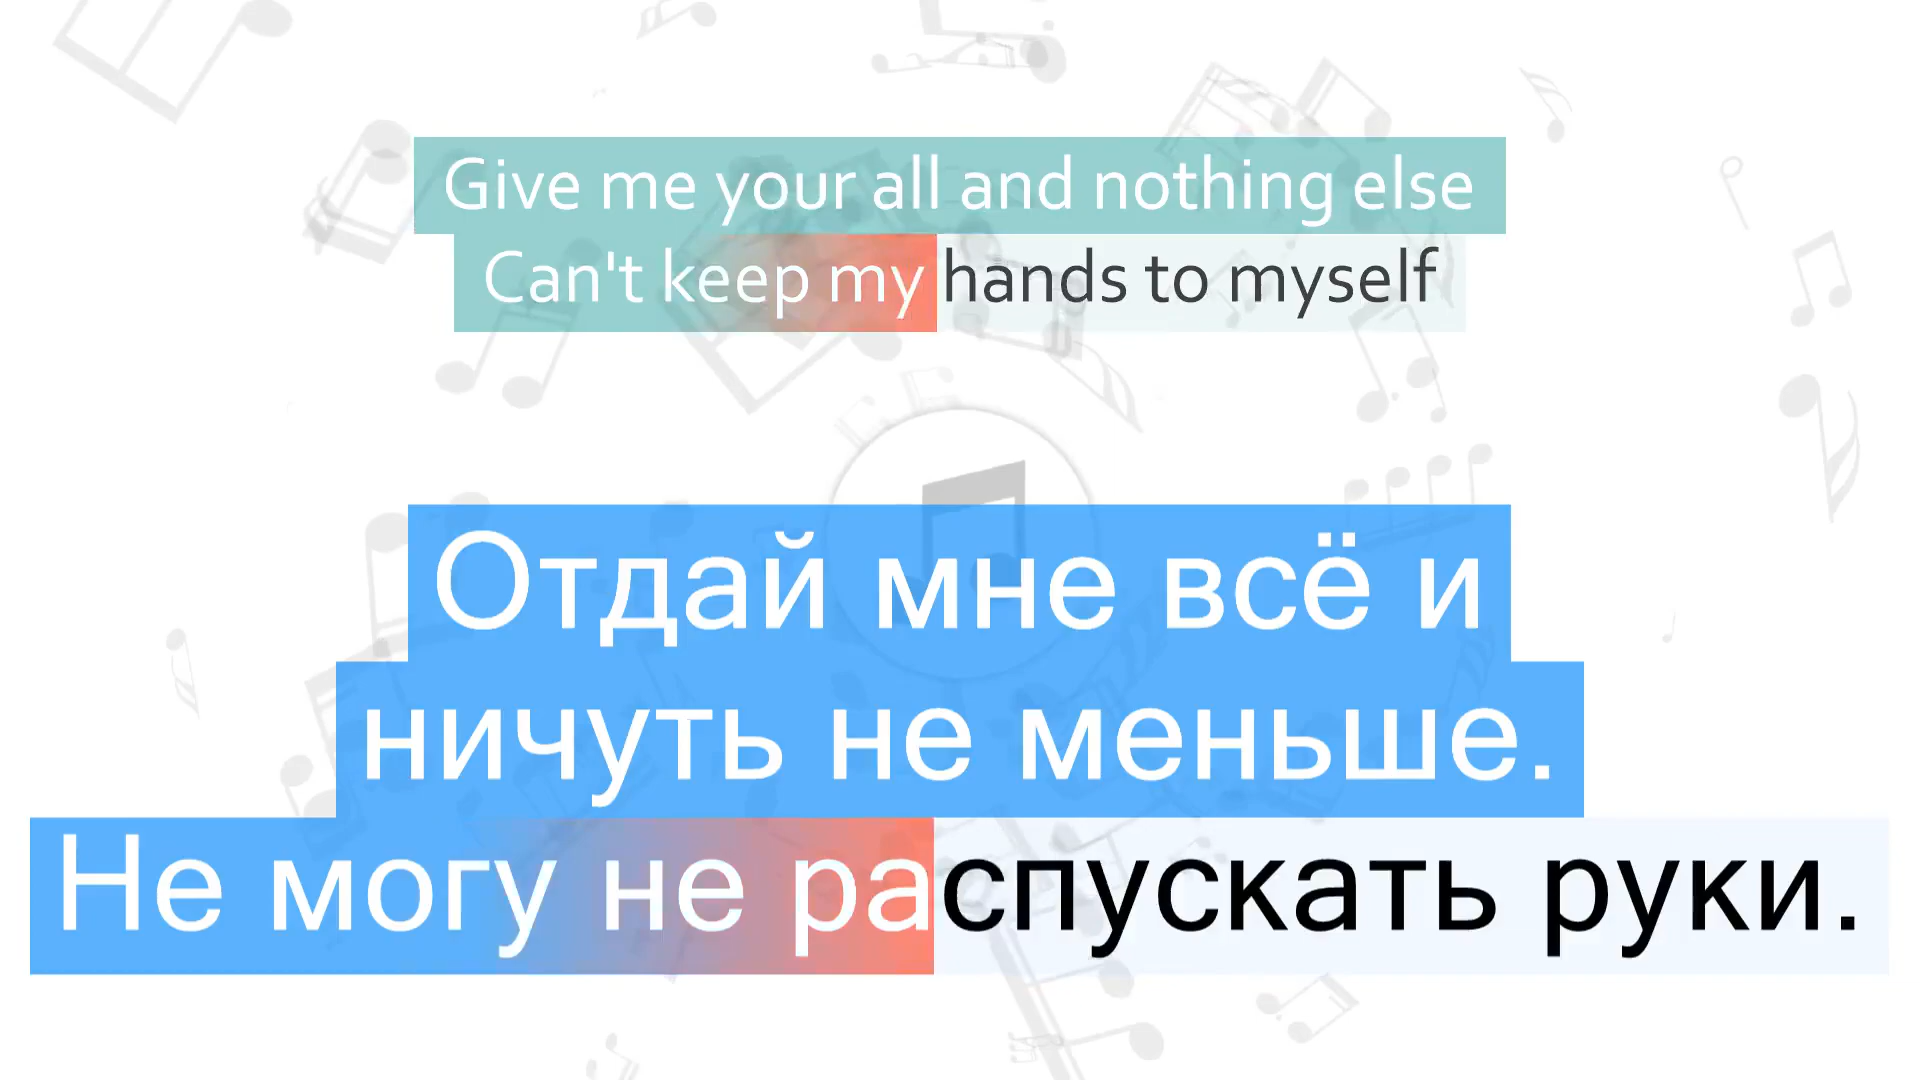 Give me your all and nothing else
Can't keep my hands to myself
Отдай мне всё и
ничуть не меньше.
Не могу не распускать руки.